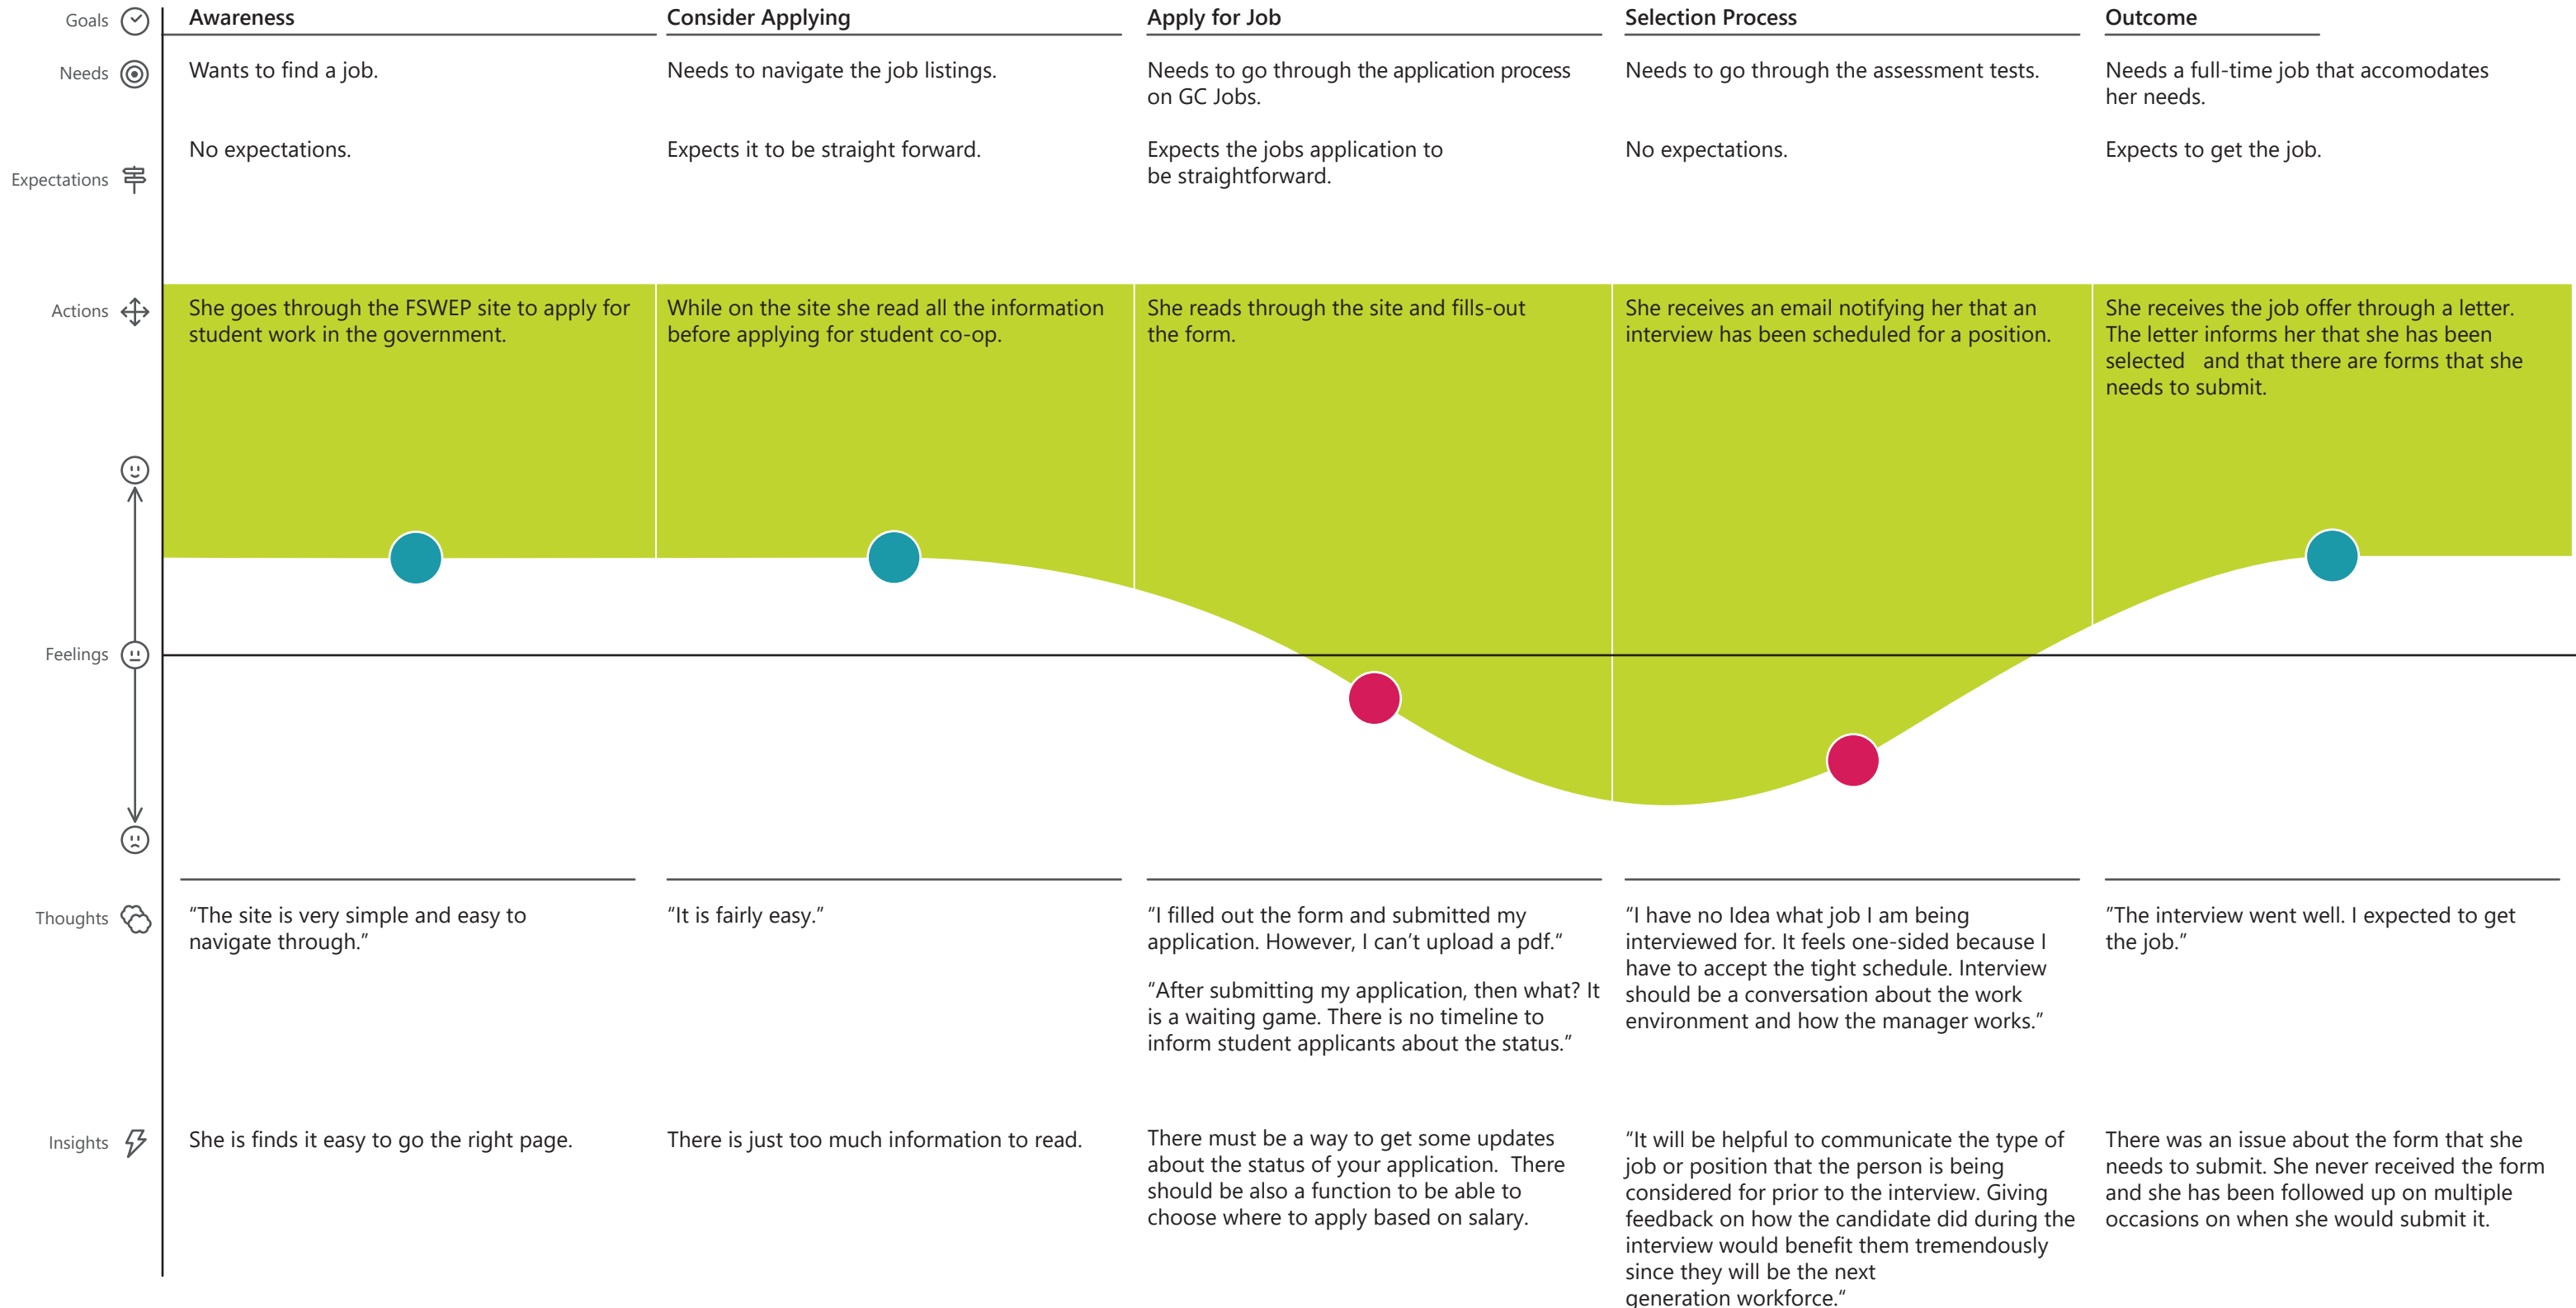 Goals
Awareness
Consider Applying
Apply for Job
Selection Process
Outcome
Needs
Wants to find a job.
Needs to navigate the job listings.
Needs to go through the application process
on GC Jobs.
Needs to go through the assessment tests.
Needs a full-time job that accomodates
her needs.
Expectations
No expectations.
Expects it to be straight forward.
Expects the jobs application to
be straightforward.
No expectations.
Expects to get the job.
Actions
She goes through the FSWEP site to apply for
student work in the government.
While on the site she read all the information
before applying for student co-op.
She reads through the site and fills-out
the form.
She receives an email notifying her that an
interview has been scheduled for a position.
She receives the job offer through a letter.
The letter informs her that she has been
selected   and that there are forms that she
needs to submit.
Feelings
Thoughts
“The site is very simple and easy to
navigate through.”
“It is fairly easy.”
“I filled out the form and submitted my
application. However, I can’t upload a pdf.“
“After submitting my application, then what? It
is a waiting game. There is no timeline to
inform student applicants about the status.”
“I have no Idea what job I am being
interviewed for. It feels one-sided because I
have to accept the tight schedule. Interview
should be a conversation about the work
environment and how the manager works.”
”The interview went well. I expected to get
the job.”
Insights
She is finds it easy to go the right page.
There is just too much information to read.
There must be a way to get some updates
about the status of your application.  There
should be also a function to be able to
choose where to apply based on salary.
“It will be helpful to communicate the type of
job or position that the person is being
considered for prior to the interview. Giving
feedback on how the candidate did during the
interview would benefit them tremendously
since they will be the next
generation workforce.“
There was an issue about the form that she
needs to submit. She never received the form
and she has been followed up on multiple
occasions on when she would submit it.